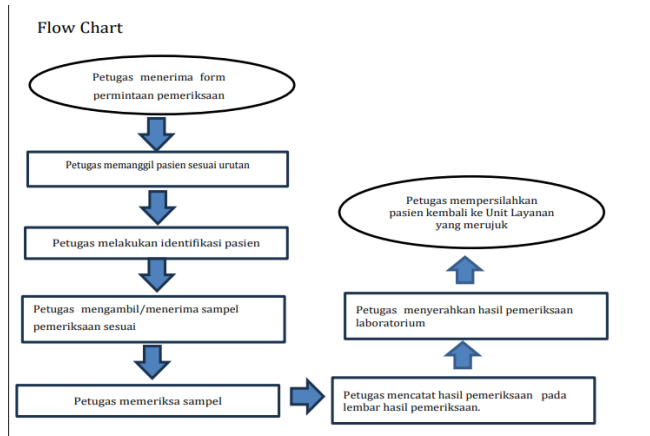 Flow Chart
Petugas menerima form
permintaan pemeriksaan
Petugas memanggil pasien sesuai urutan
Petugas melakukan identifikasi pasien
Petugas mengambil/menerima sampel
pemeriksaan sesuai
Petugas memeriksa sampel
Petugas mencatat hasil pemeriksaan pada
lembar hasil pemeriksaan.
Petugas menyerahkan hasil pemeriksaan
laboratorium
Petugas mempersilahkan
pasien kembali ke Unit Layanan
yang merujuk